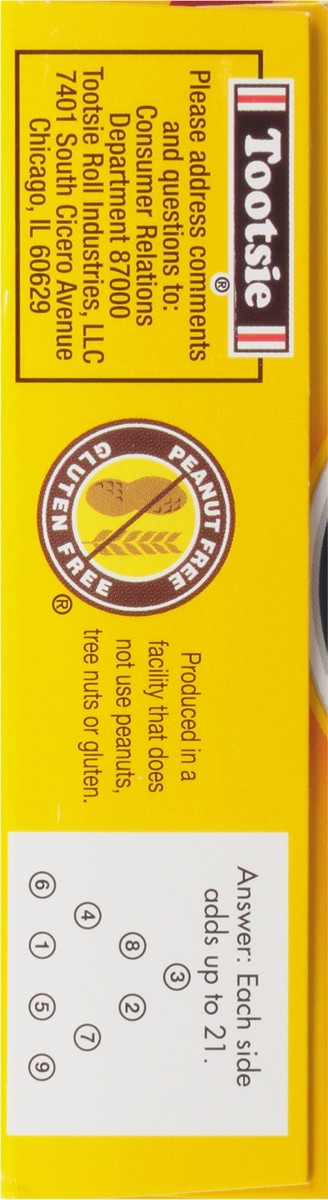 Tootsie®
Please address comments
and questions to:
Consumer Relations
Department 87000
Tootsie Roll Industries, LLC
7401 South Cicero Avenue
Chicago, IL 60629
PEANUT FREE
GLUTEN FREE
®
Produced in a
facility that does
not use peanuts,
tree nuts or gluten.
Answer: Each side
adds up to 21.
3
8 2
4 7
6 1 5 9